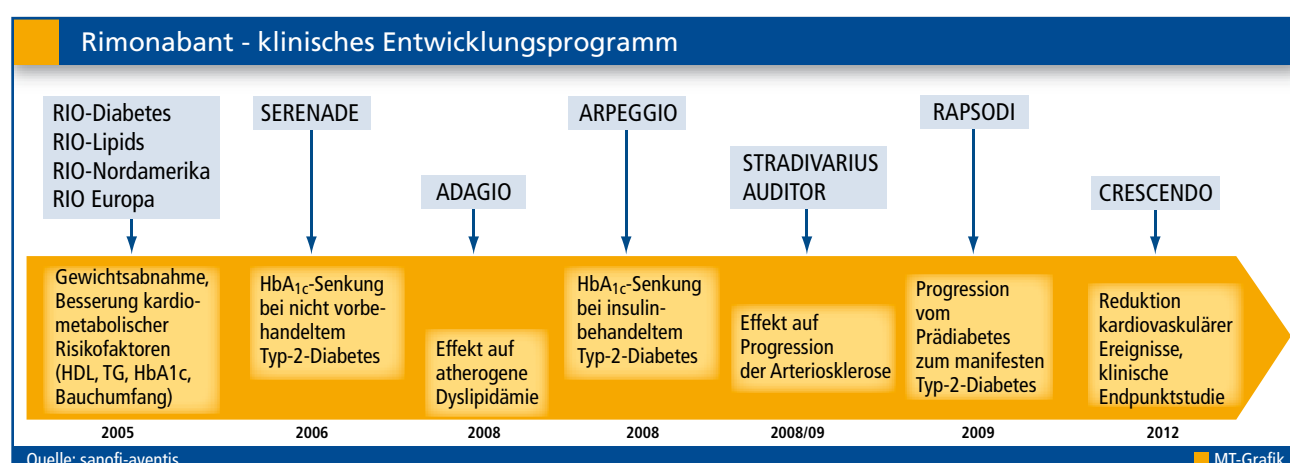 Rimonabant - klinisches Entwicklungsprogramm
RIO-Diabetes
RIO-Lipids
RIO-Nordamerika
RIO Europa
SERENADE
ADAGIO
ARPEGGIO
STRADIVARIUS
AUDITOR
RAPSODI
CRESCENDO
Gewichtsabnahme,
Besserung kardio-
metabolischer
Risikofaktoren
(HDL, TG, HbA1c,
Bauchumfang)
HbA1c-Senkung
bei nicht vorbe-
handeltem
Typ-2-Diabetes
Effekt auf
atherogene
Dyslipidämie
HbA1c-Senkung
bei insulin-
behandeltem
Typ-2-Diabetes
Effekt auf
Progression
der Arteriosklerose
Progression
vom
Prädiabetes
zum manifesten
Typ-2-Diabetes
Reduktion
kardiovaskulärer
Ereignisse,
klinische
Endpunktstudie
2005
2006
2008
2008
2008/09
2009
2012
Quelle: sanofi-aventis
MT-Grafik